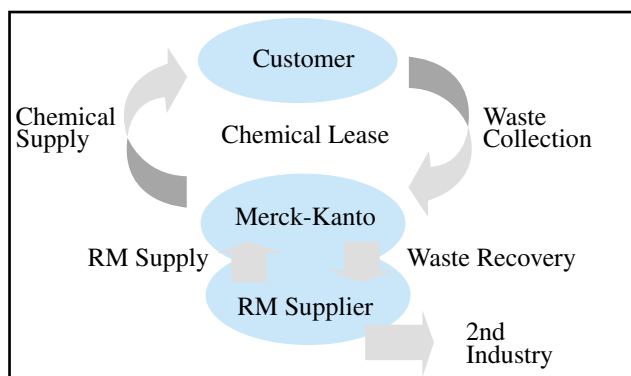 Customer
Chemical
Supply
Chemical Lease
Waste
Collection
Merck-Kanto
RM Supply
Waste Recovery
RM Supplier
2nd
Industry